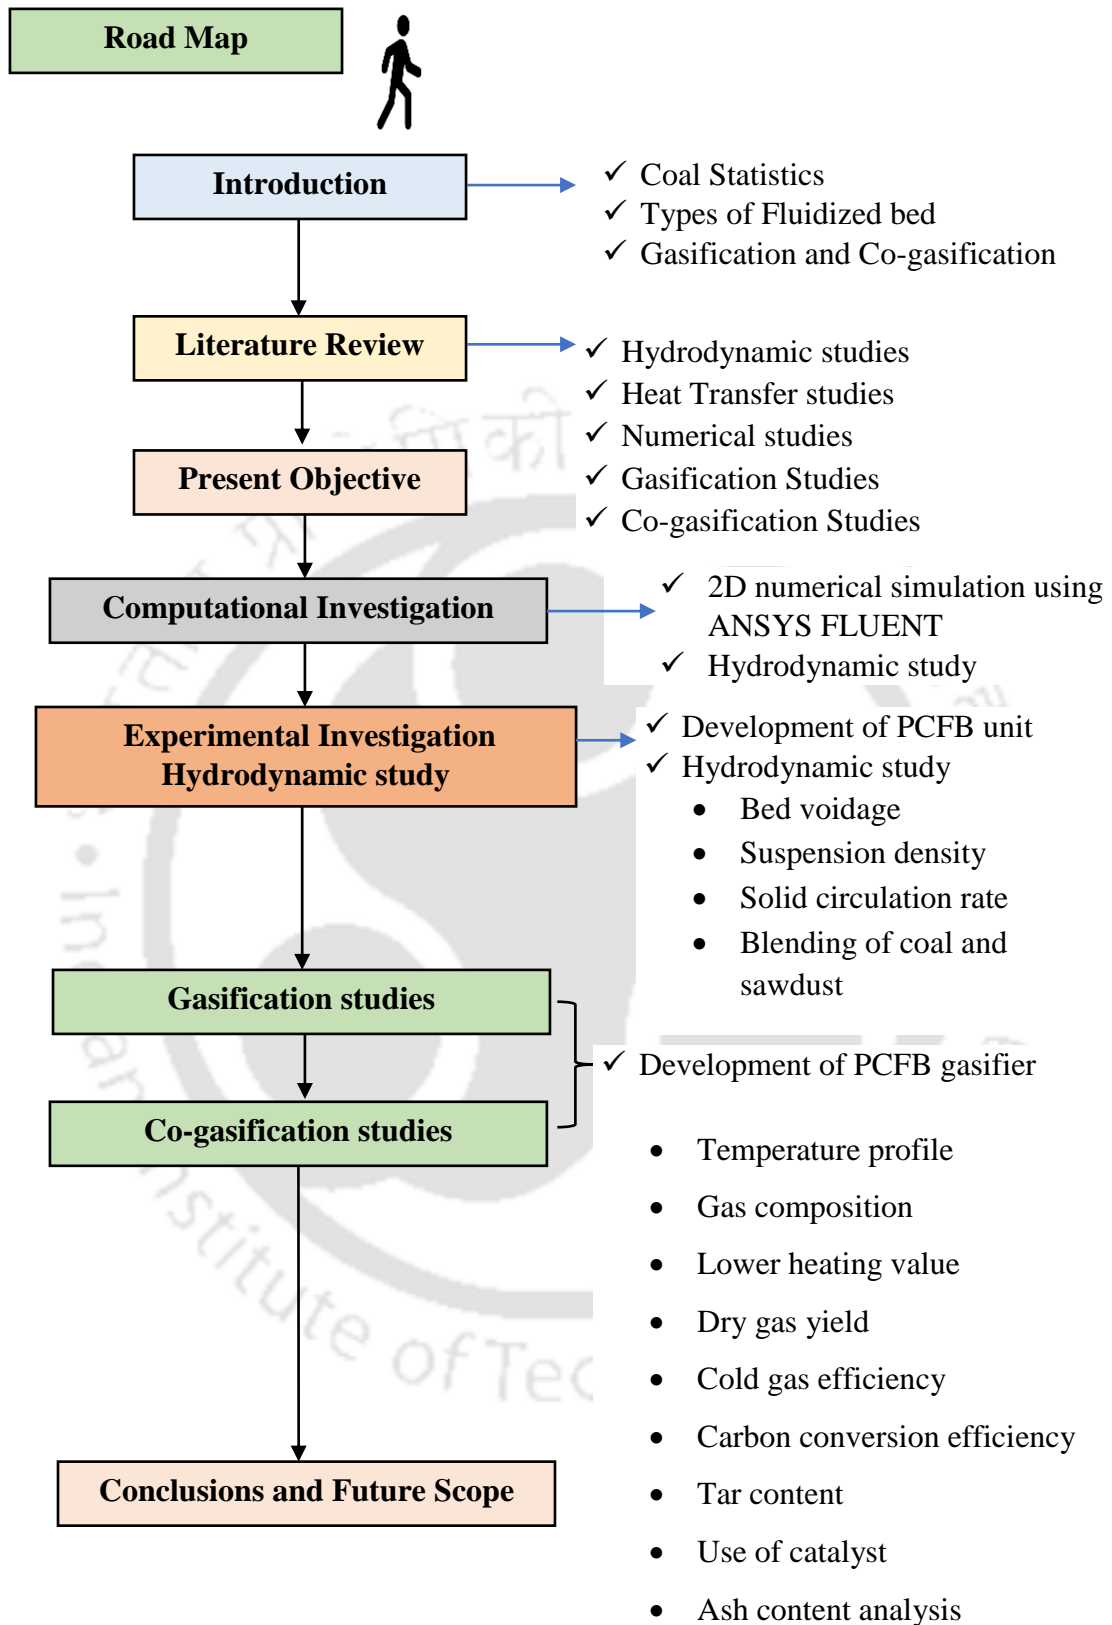 Road Map
Introduction
✓ Coal Statistics
✓ Types of Fluidized bed
✓ Gasification and Co-gasification
Literature Review
✓ Hydrodynamic studies
✓ Heat Transfer studies
✓ Numerical studies
✓ Gasification Studies
✓ Co-gasification Studies
Present Objective
Computational Investigation
✓ 2D numerical simulation using
ANSYS FLUENT
✓ Hydrodynamic study
Experimental Investigation
Hydrodynamic study
✓ Development of PCFB unit
✓ Hydrodynamic study
• Bed voidage
• Suspension density
• Solid circulation rate
• Blending of coal and
sawdust
Gasification studies
Co-gasification studies
✓ Development of PCFB gasifier
• Temperature profile
• Gas composition
• Lower heating value
• Dry gas yield
• Cold gas efficiency
• Carbon conversion efficiency
• Tar content
• Use of catalyst
• Ash content analysis
Conclusions and Future Scope
Institute of Tec